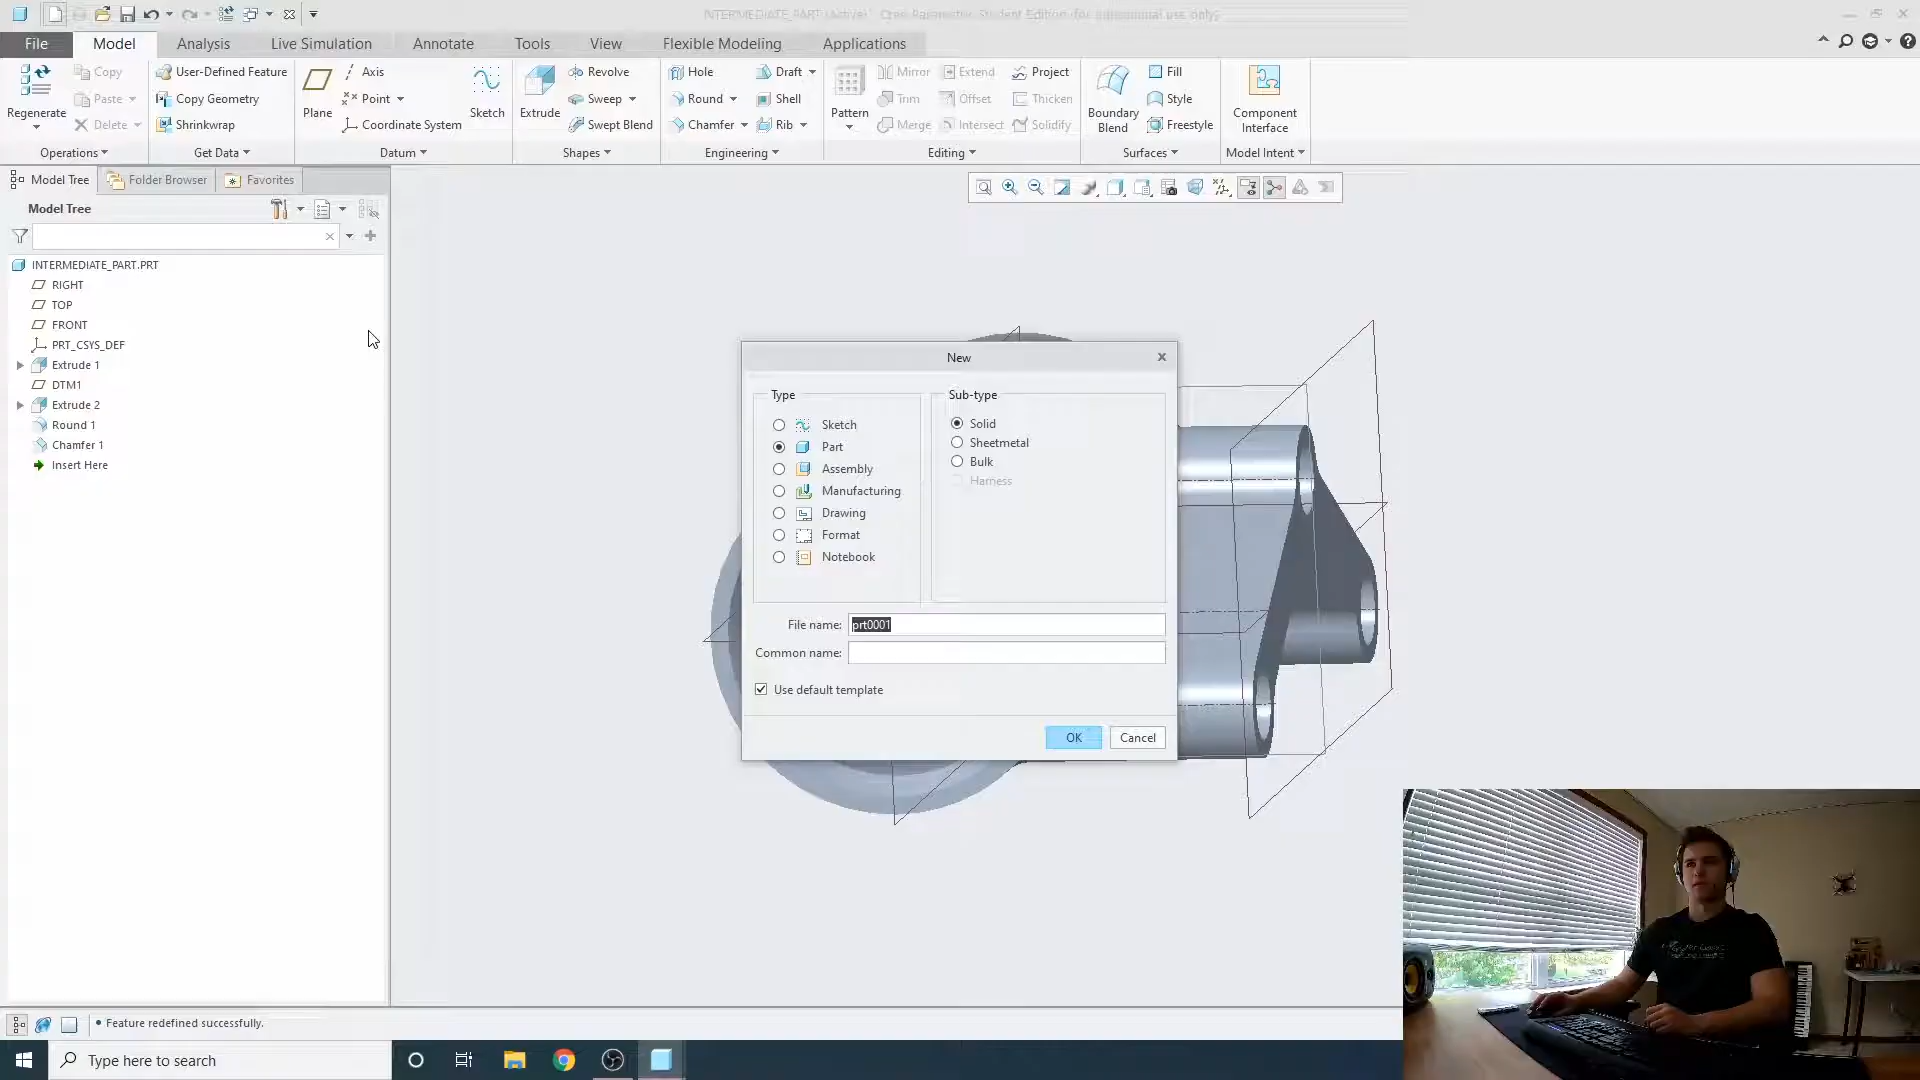 INTERMEDIATE_PART (Active) - Creo Parametric Student Edition (for educational use only)
File Model Analysis Live Simulation Annotate Tools View Flexible Modeling Applications
Copy User-Defined Feature Axis Revolve Hole Draft Mirror Extend Project Fill
Paste Copy Geometry Point Sweep Round Shell Trim Offset Thicken Style
Regenerate Plane Sketch Extrude Pattern Boundary Blend Component Interface
Delete Shrinkwrap Coordinate System Swept Blend Chamfer Rib Merge Intersect Solidify Freestyle
Operations Get Data Datum Shapes Engineering Editing Surfaces Model Intent
Model Tree Folder Browser Favorites
Model Tree
INTERMEDIATE_PART.PRT
RIGHT
TOP
FRONT
PRT_CSYS_DEF
Extrude 1
DTM1
Extrude 2
Round 1
Chamfer 1
Insert Here
New
Type
Sketch
Part
Assembly
Manufacturing
Drawing
Format
Notebook
Sub-type
Solid
Sheetmetal
Bulk
Harness
File name: prt0001
Common name:
Use default template
OK Cancel
• Feature redefined successfully.
Type here to search